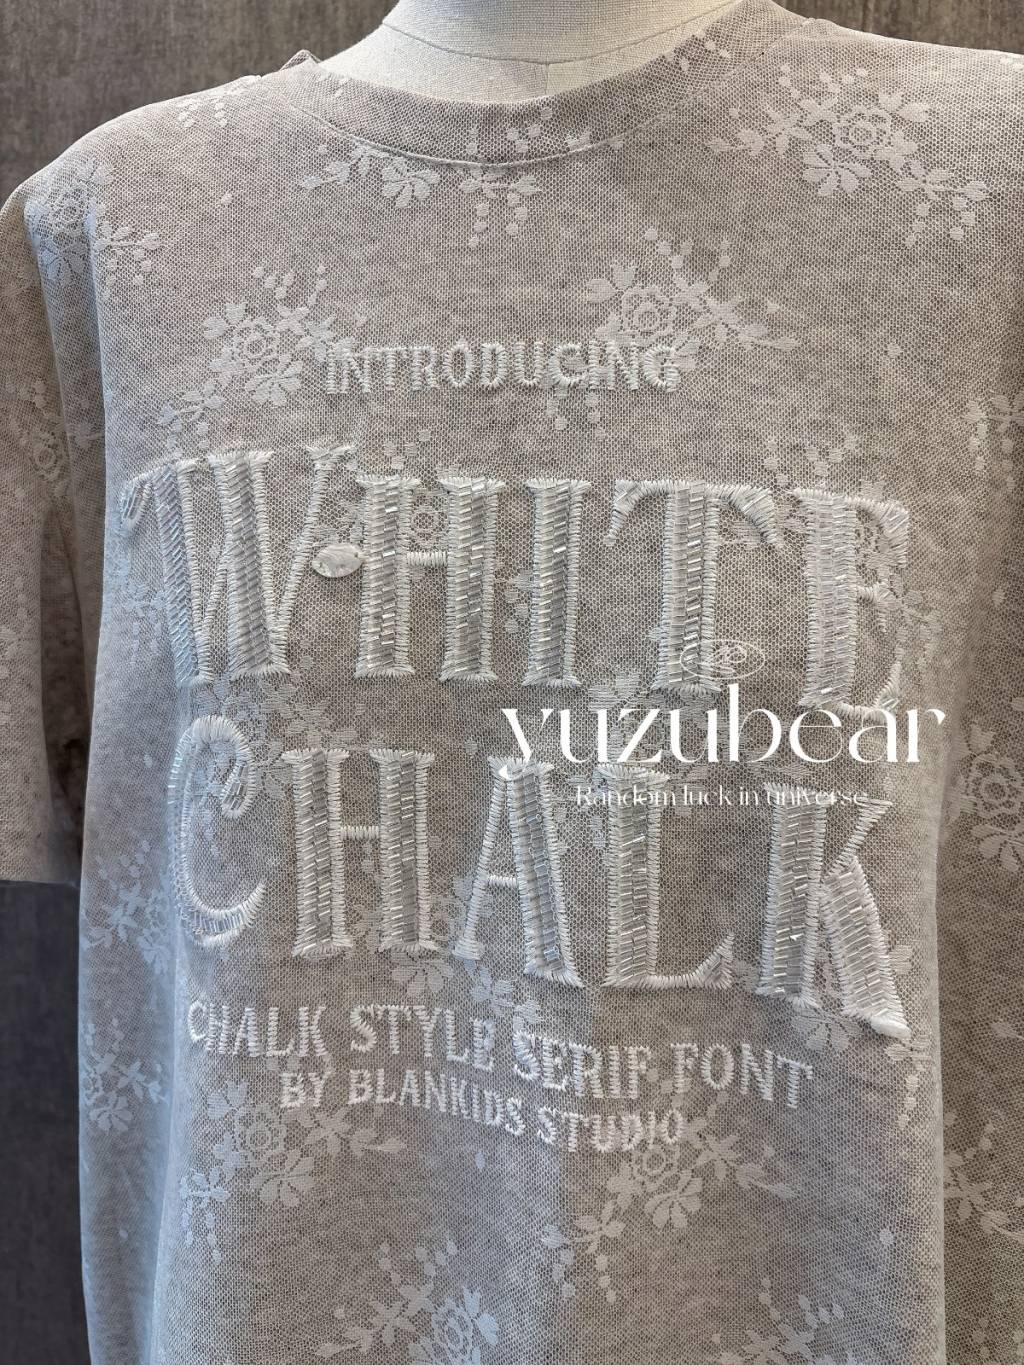 INTRODUCING
WHITE
yuzubear
Random luck in universe
CHALK
CHALK STYLE SERIF FONT
BY BLANKIDS STUDIO